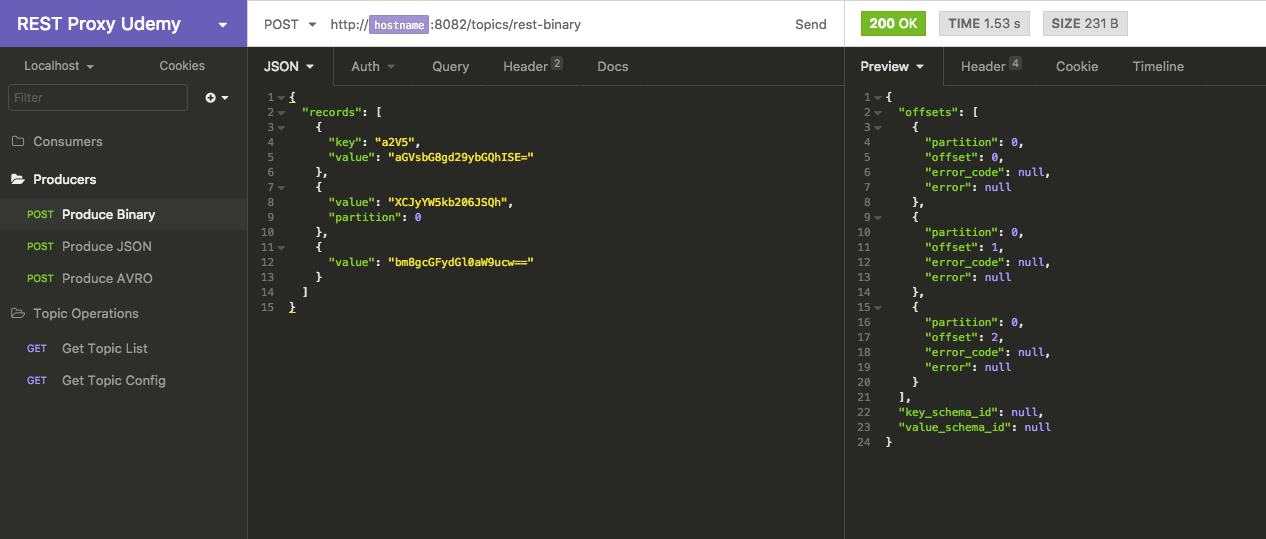 REST Proxy Udemy
POST http://hostname:8082/topics/rest-binary Send
200 OK TIME 1.53 s SIZE 231 B
Localhost Cookies
JSON Auth Query Header 2 Docs
Preview Header 4 Cookie Timeline
Filter
Consumers
Producers
POST Produce Binary
POST Produce JSON
POST Produce AVRO
Topic Operations
GET Get Topic List
GET Get Topic Config
1 {
2 "records": [
3 {
4 "key": "a2V5",
5 "value": "aGVsbG8gd29ybGQhISE="
6 },
7 {
8 "value": "XCJyYW5kb206JSQh",
9 "partition": 0
10 },
11 {
12 "value": "bm8gcGFydGl0aW9ucw=="
13 }
14 ]
15 }
1 {
2 "offsets": [
3 {
4 "partition": 0,
5 "offset": 0,
6 "error_code": null,
7 "error": null
8 },
9 {
10 "partition": 0,
11 "offset": 1,
12 "error_code": null,
13 "error": null
14 },
15 {
16 "partition": 0,
17 "offset": 2,
18 "error_code": null,
19 "error": null
20 }
21 ],
22 "key_schema_id": null,
23 "value_schema_id": null
24 }